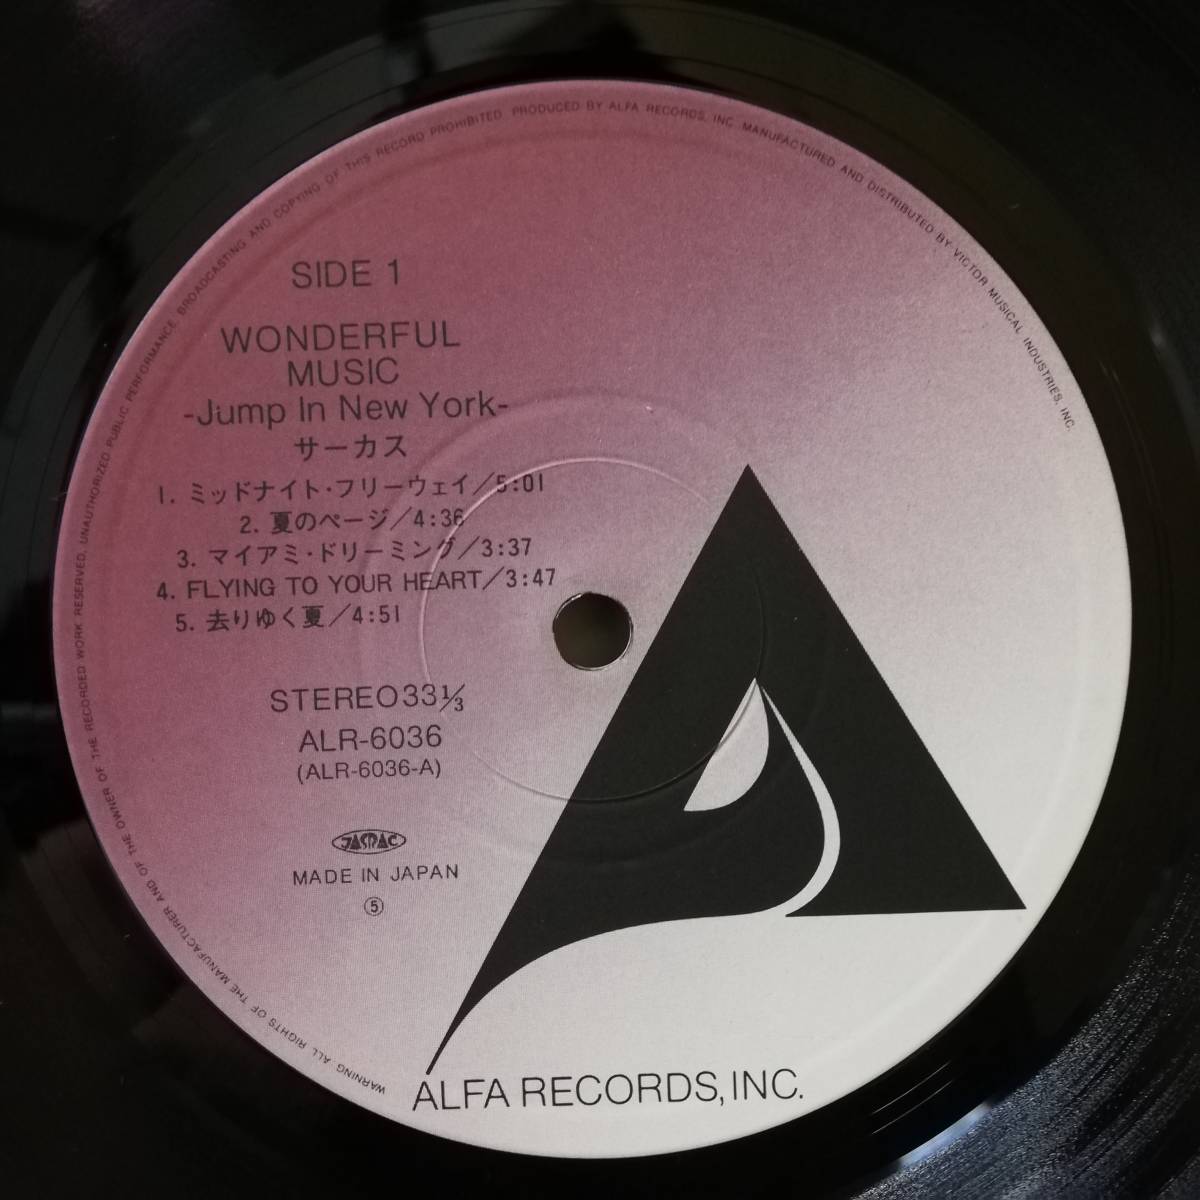 SIDE 1
WONDERFUL
MUSIC
-Jump In New York-
サーカス
1. ミッドナイト・フリーウェイ/5:01
2. 夏のページ/4:36
3. マイアミ・ドリーミング/3:37
4. FLYING TO YOUR HEART/3:47
5. 去りゆく夏/4:51
STEREO 33⅓
ALR-6036
(ALR-6036-A)
JASRAC
MADE IN JAPAN
⑤
ALFA RECORDS, INC.
WARNING: ALL RIGHTS OF THE MANUFACTURER AND OF THE OWNER OF THE RECORDED WORK RESERVED. UNAUTHORIZED PUBLIC PERFORMANCE, BROADCASTING AND COPYING OF THIS RECORD PROHIBITED. PRODUCED BY ALFA RECORDS, INC. MANUFACTURED AND DISTRIBUTED BY VICTOR MUSICAL INDUSTRIES, INC.